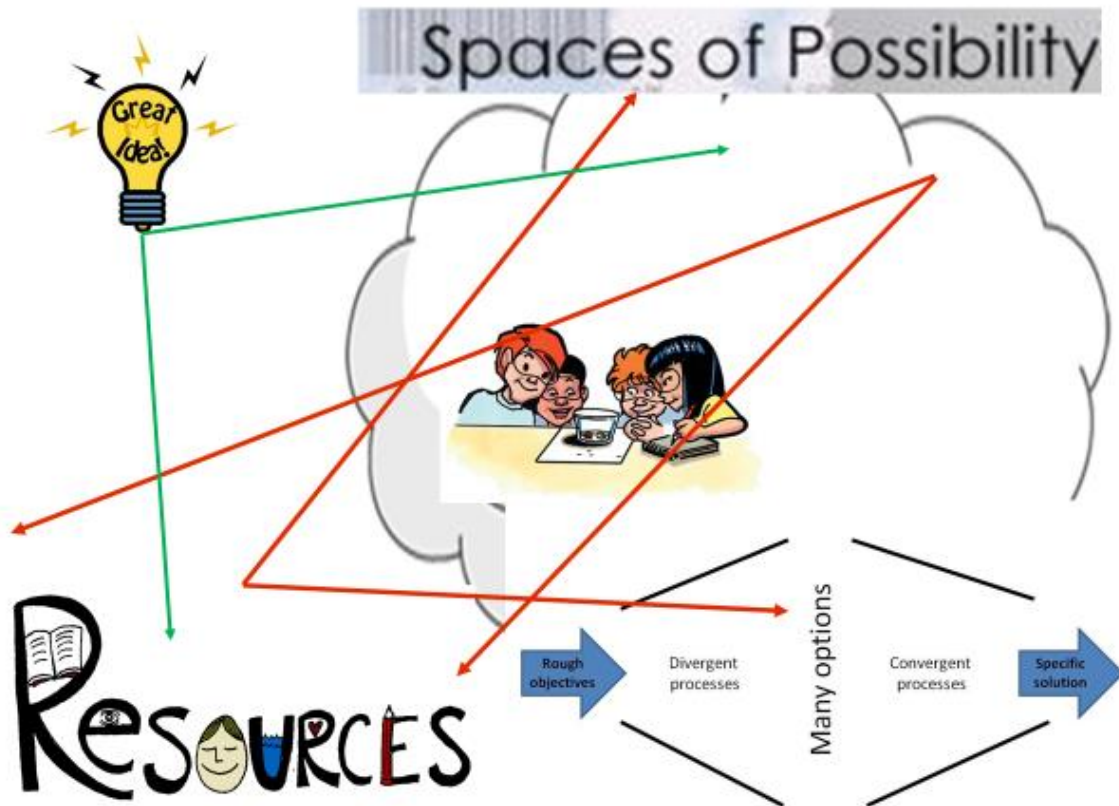 Spaces of Possibility
Great
Idea!
Resources
Rough
objectives
Divergent
processes
Many options
Convergent
processes
Specific
solution